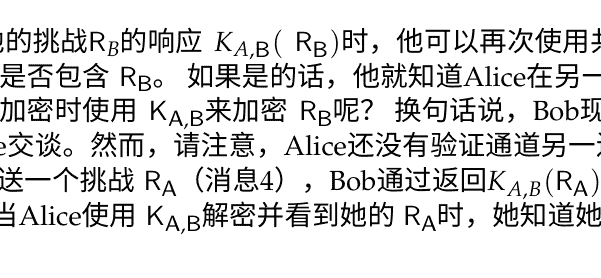 的挑战R_B的响应 K_{A,B}( R_B)时，他可以再次使用
是否包含 R_B。 如果是的话，他就知道Alice在另一
加密时使用 K_{A,B}来加密 R_B呢？ 换句话说，Bob现
e交谈。然而，请注意，Alice还没有验证通道另一
送一个挑战 R_A（消息4），Bob通过返回K_{A,B}(R_A)
当Alice使用 K_{A,B}解密并看到她的 R_A时，她知道她